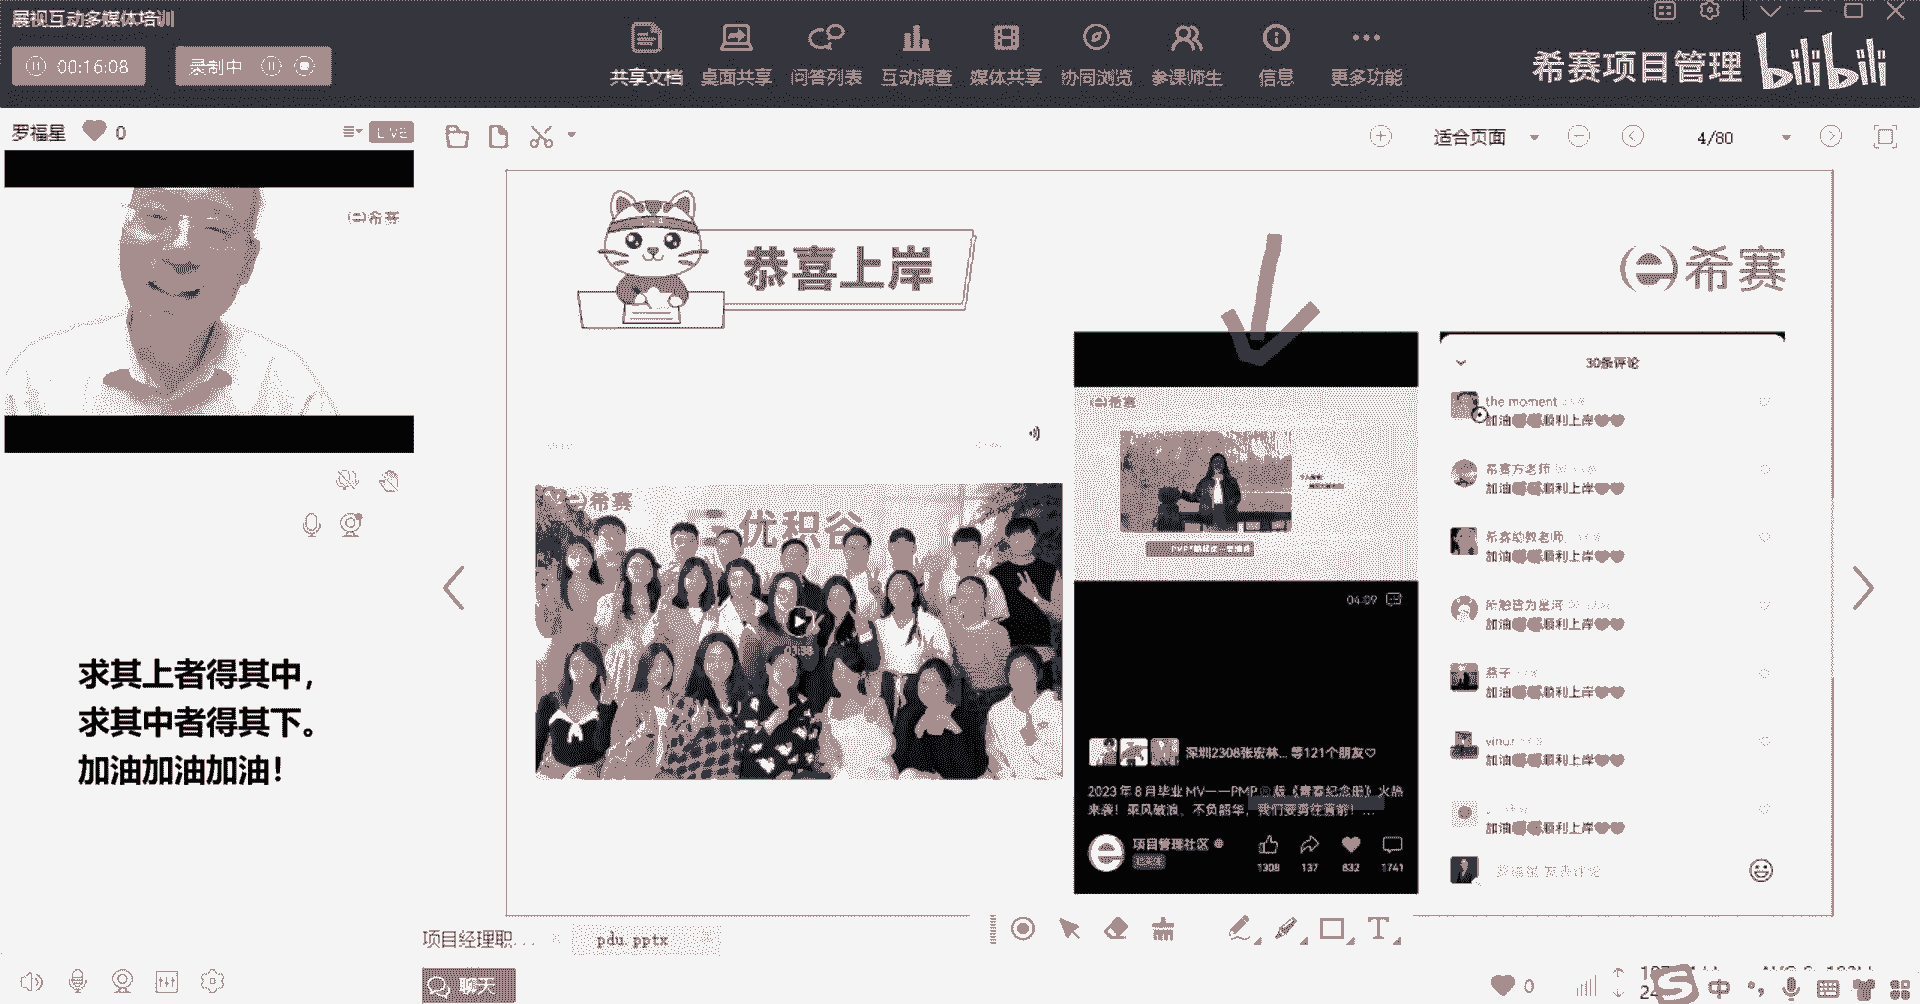 展视互动多媒体培训
00:16:08
录制中
共享文档
桌面共享
问答列表
互动调查
媒体共享
协同浏览
参课师生
信息
更多功能
希赛项目管理 bilibili
罗福星 0
LIVE
适合页面
4/80
希赛
恭喜上岸
希赛
希赛
优积谷
03:38
希赛
04:09
深圳2308张宏林... 等121个朋友♡
2023年8月毕业MV——PMP®版《青春纪念册》火热
来袭！乘风破浪，不负韶华，我们要勇往直前！...
项目管理社区
1308
137
832
1741
30条评论
the moment
加油 顺利上岸
希赛方老师
加油 顺利上岸
希赛助教老师
加油 顺利上岸
所触皆为星河
加油 顺利上岸
燕子
加油 顺利上岸
加油 顺利上岸
加油 顺利上岸
求其上者得其中，
求其中者得其下。
加油加油加油！
项目经理职...
pdu.pptx
聊天
0
中